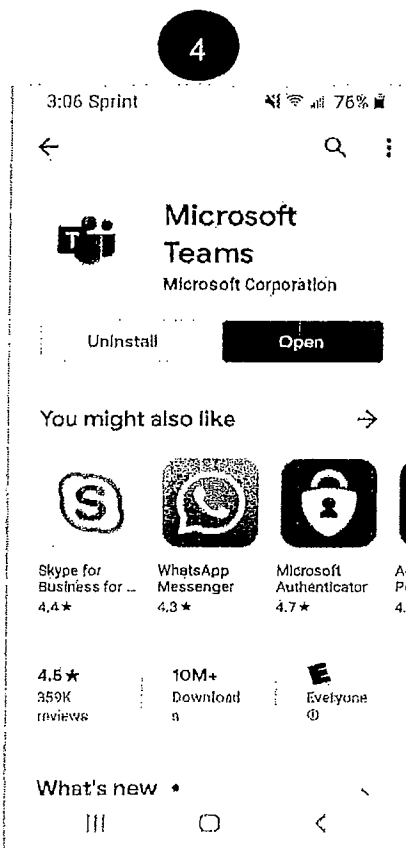 4
3:06 Sprint 76%
Microsoft
Teams
Microsoft Corporation
Uninstall Open
You might also like
Skype for WhatsApp Microsoft A
Business for ... Messenger Authenticator P
4.4★ 4.3★ 4.7★ 4.
4.5★ 10M+ E
359K Download Everyone
reviews s
What's new